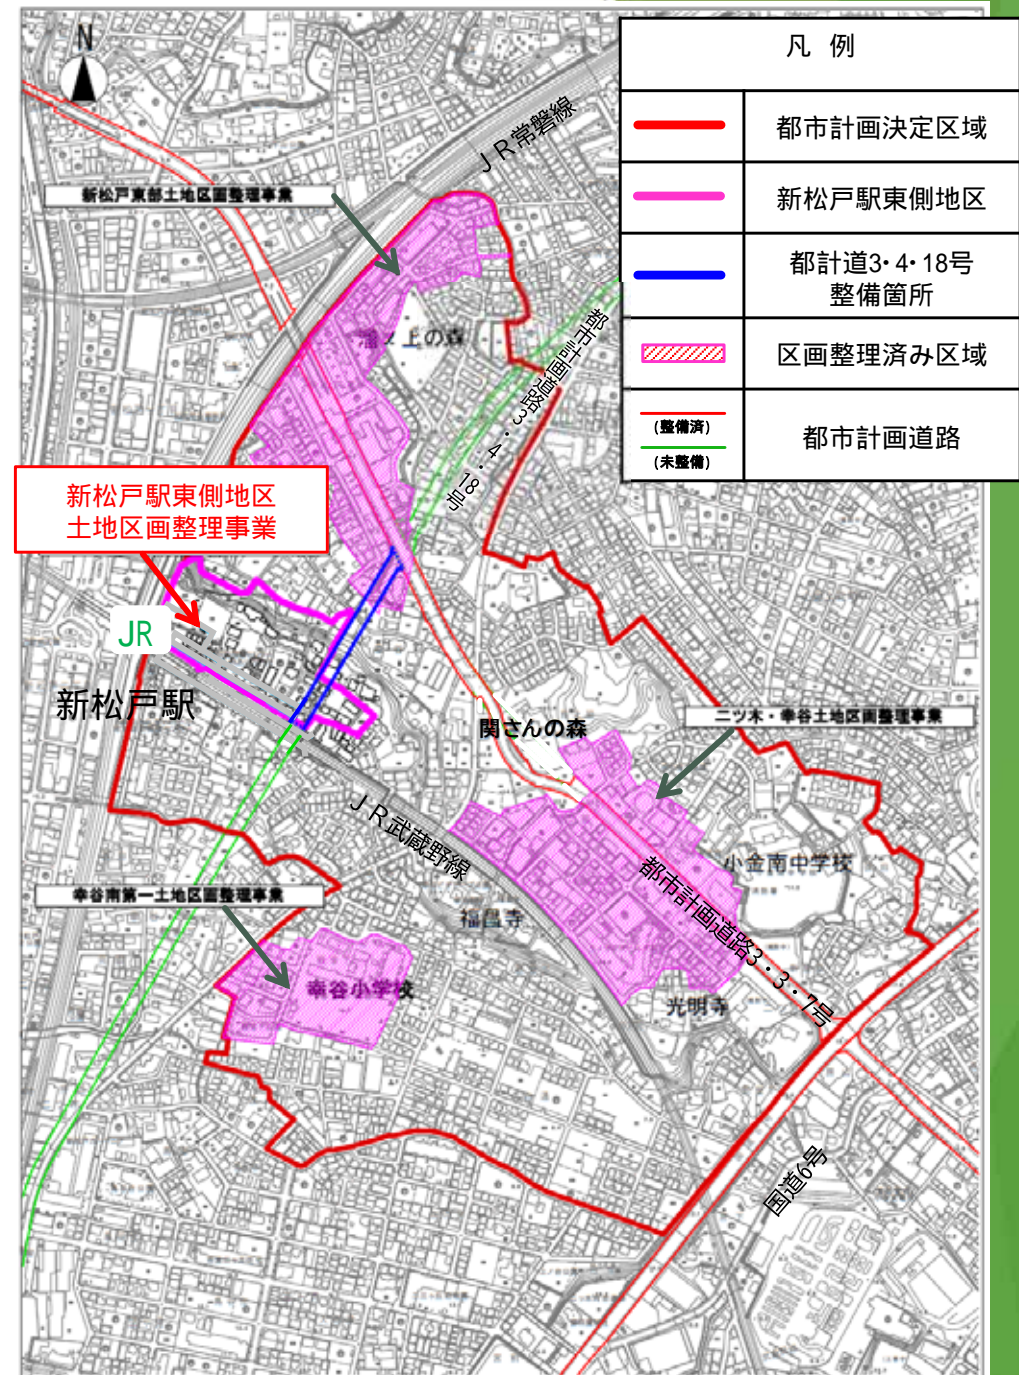 凡 例
都市計画決定区域
新松戸駅東側地区
都計道3・4・18号
整備箇所
区画整理済み区域
(整備済)
(未整備)
都市計画道路
N
JR常磐線
新松戸東部土地区画整理事業
溜ノ上の森
都市計画道路3・4・18号
新松戸駅東側地区
土地区画整理事業
JR
新松戸駅
関さんの森
二ツ木・幸谷土地区画整理事業
JR武蔵野線
小金南中学校
都市計画道路3・3・7号
幸谷南第一土地区画整理事業
福昌寺
幸谷小学校
光明寺
国道6号